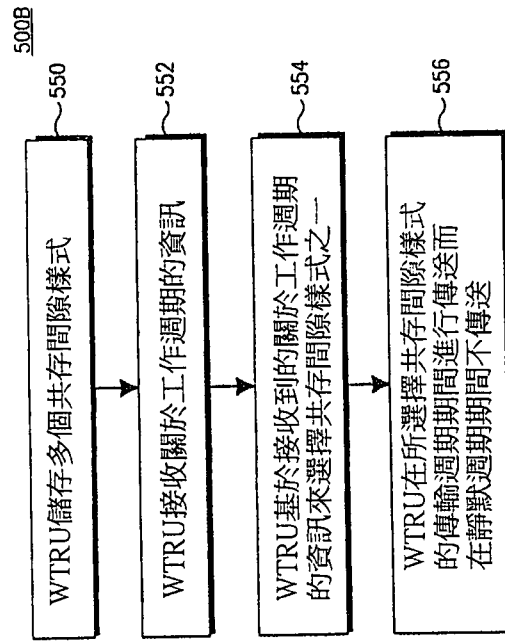 500B
WTRU儲存多個共存間隙樣式
550
WTRU接收關於工作週期的資訊
552
WTRU基於接收到的關於工作週期
的資訊來選擇共存間隙樣式之一
554
WTRU在所選擇共存間隙樣式
的傳輸週期期間進行傳送而
在靜默週期期間不傳送
556